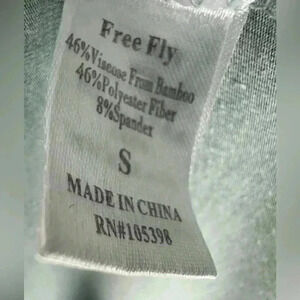 Free Fly
46%Viscose From Bamboo
46%Polyester Fiber
8%Spandex
S
MADE IN CHINA
RN#105398